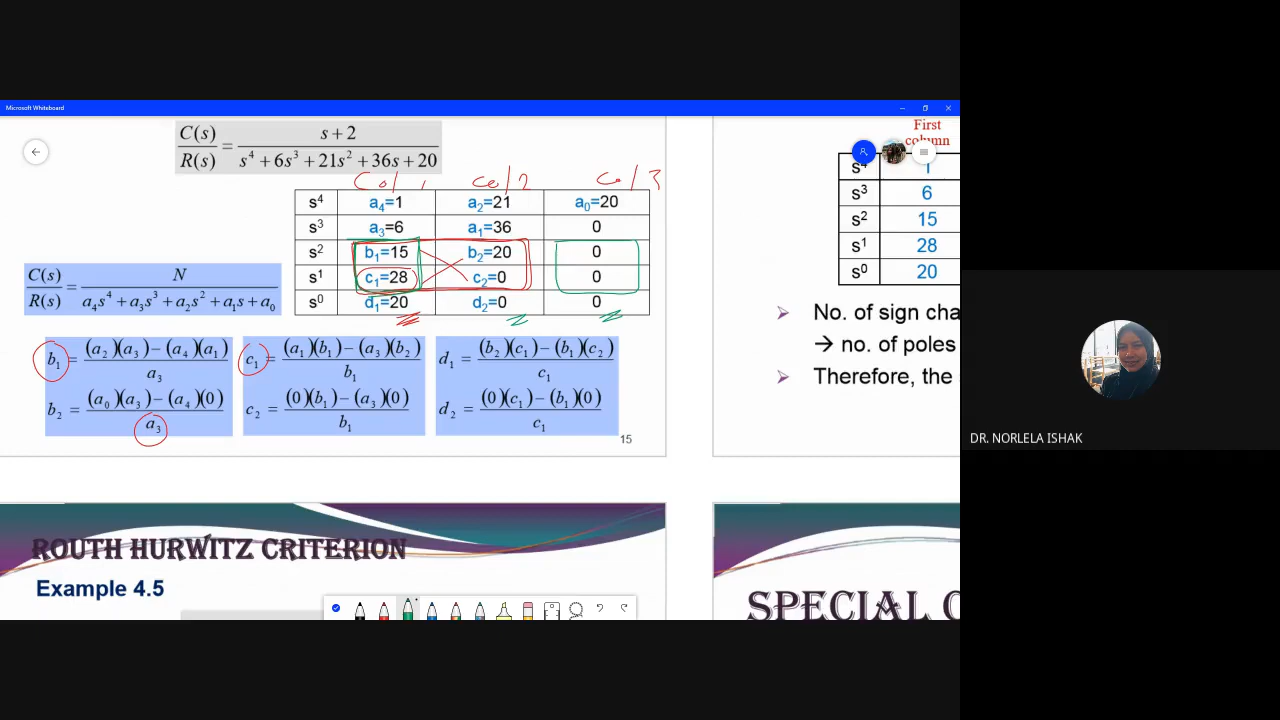 Microsoft Whiteboard
C(s)/R(s) = (s + 2)/(s⁴ + 6s³ + 21s² + 36s + 20)
Col 1 Col 2 Col 3
s⁴ a₄=1 a₂=21 a₀=20
s³ a₃=6 a₁=36 0
s² b₁=15 b₂=20 0
s¹ c₁=28 c₂=0 0
s⁰ d₁=20 d₂=0 0
C(s)/R(s) = N/(a₄s⁴ + a₃s³ + a₂s² + a₁s + a₀)
b₁ = ((a₂)(a₃) − (a₄)(a₁))/a₃
b₂ = ((a₀)(a₃) − (a₄)(0))/a₃
c₁ = ((a₁)(b₁) − (a₃)(b₂))/b₁
c₂ = ((0)(b₁) − (a₃)(0))/b₁
d₁ = ((b₂)(c₁) − (b₁)(c₂))/c₁
d₂ = ((0)(c₁) − (b₁)(0))/c₁
15
First
column
s⁴ 1
s³ 6
s² 15
s¹ 28
s⁰ 20
No. of sign cha
→ no. of poles
Therefore, the
ROUTH HURWITZ CRITERION
Example 4.5
SPECIAL C
DR. NORLELA ISHAK